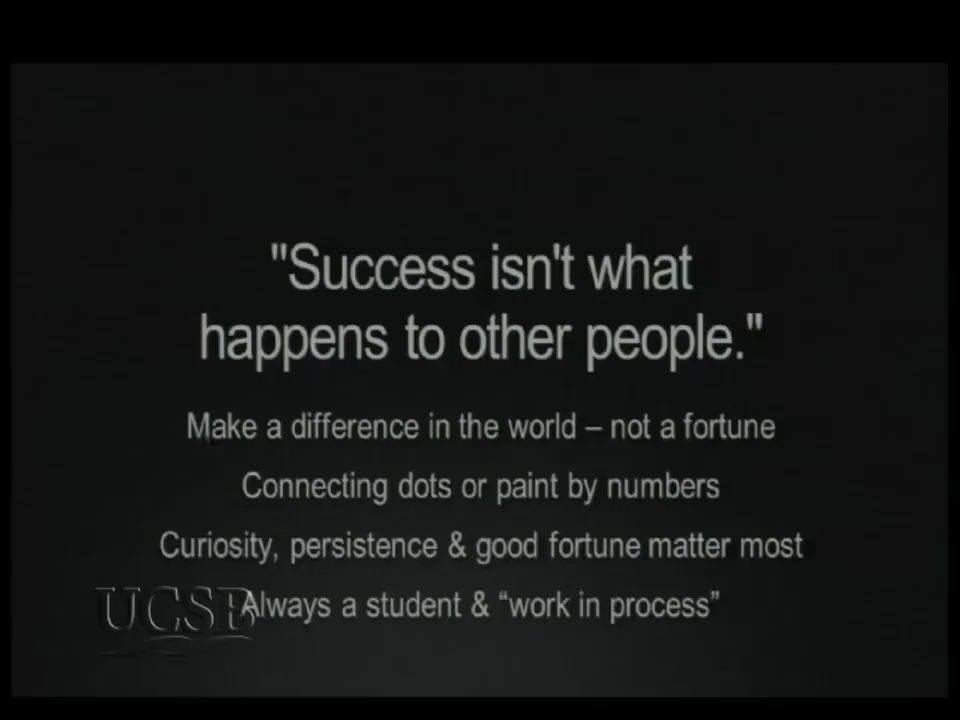 "Success isn't what
happens to other people."
Make a difference in the world – not a fortune
Connecting dots or paint by numbers
Curiosity, persistence & good fortune matter most
Always a student & “work in process”
UCSB